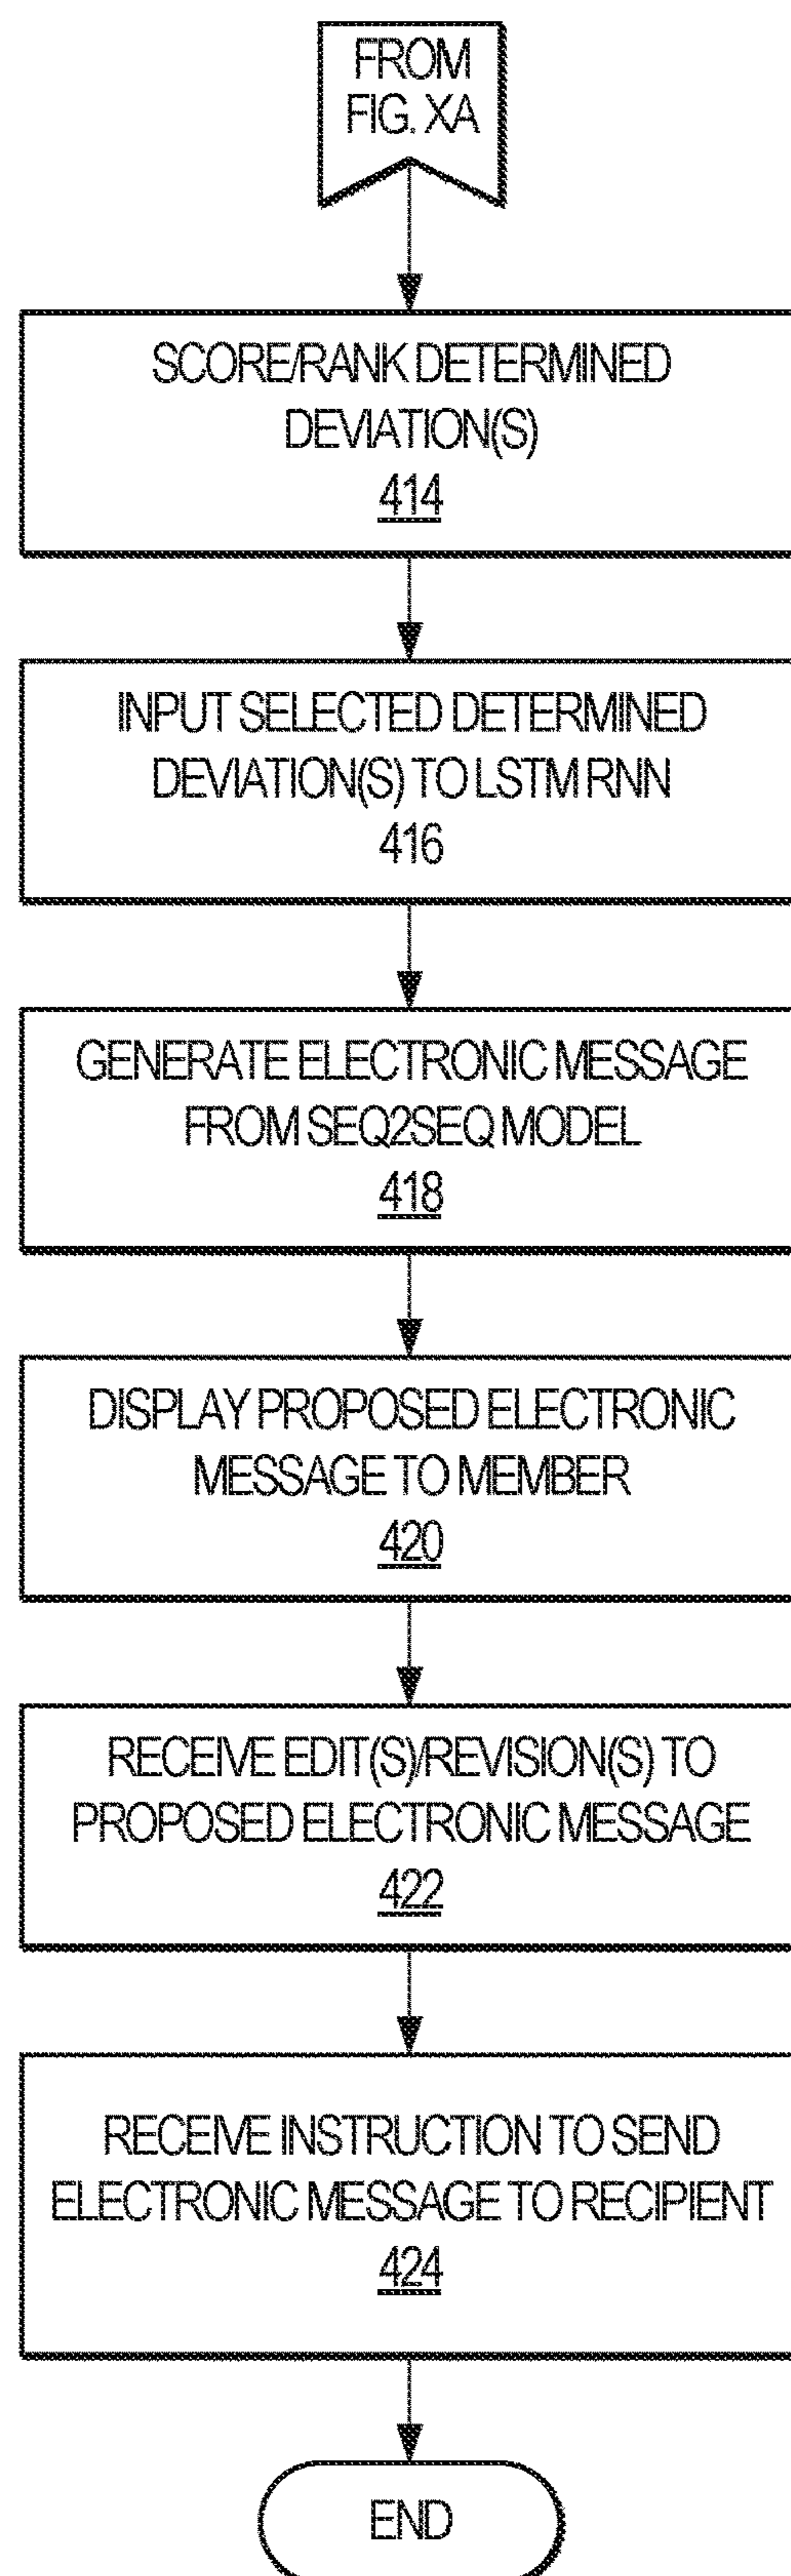 FROM
FIG. XA
SCORE/RANK DETERMINED
DEVIATION(S)
414
INPUT SELECTED DETERMINED
DEVIATION(S) TO LSTM RNN
416
GENERATE ELECTRONIC MESSAGE
FROM SEQ2SEQ MODEL
418
DISPLAY PROPOSED ELECTRONIC
MESSAGE TO MEMBER
420
RECEIVE EDIT(S)/REVISION(S) TO
PROPOSED ELECTRONIC MESSAGE
422
RECEIVE INSTRUCTION TO SEND
ELECTRONIC MESSAGE TO RECIPIENT
424
END